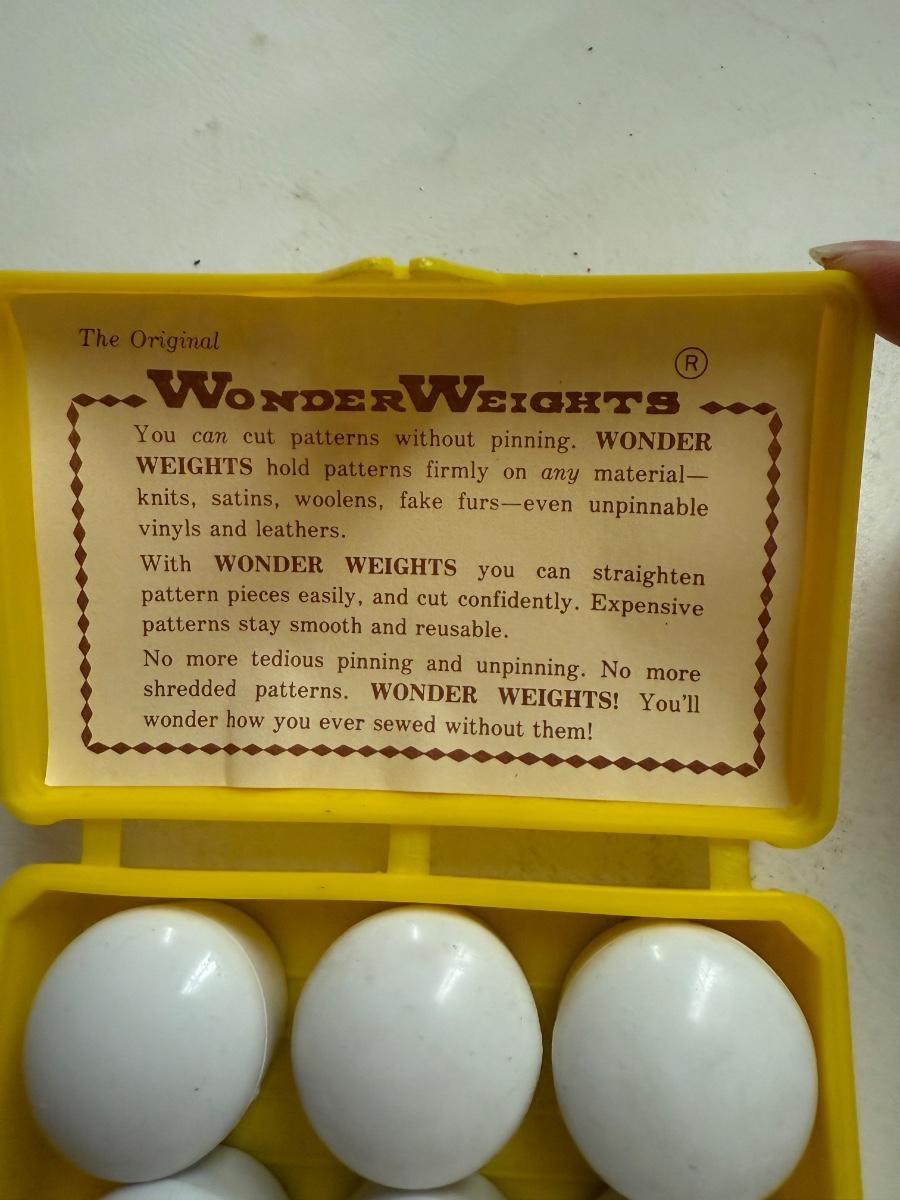 The Original
WONDERWEIGHTS ®
You can cut patterns without pinning. WONDER
WEIGHTS hold patterns firmly on any material—
knits, satins, woolens, fake furs—even unpinnable
vinyls and leathers.
With WONDER WEIGHTS you can straighten
pattern pieces easily, and cut confidently. Expensive
patterns stay smooth and reusable.
No more tedious pinning and unpinning. No more
shredded patterns. WONDER WEIGHTS! You'll
wonder how you ever sewed without them!